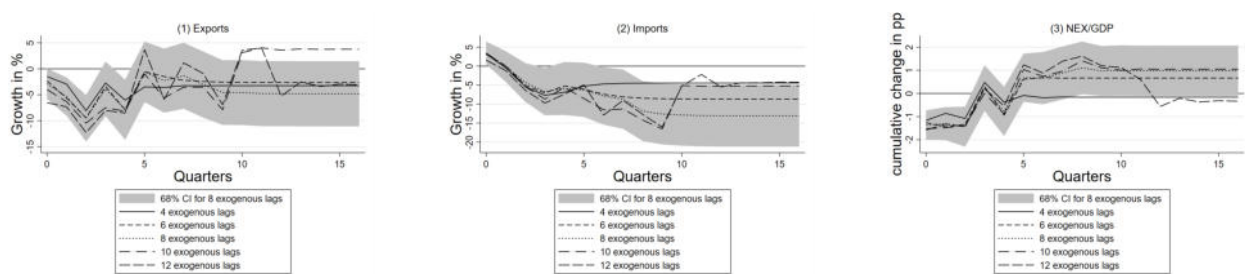 (1) Exports
Growth in %
5
0
-5
-10
-15
0 5 10 15
Quarters
68% CI for 8 exogenous lags
4 exogenous lags
6 exogenous lags
8 exogenous lags
10 exogenous lags
12 exogenous lags
(2) Imports
Growth in %
10
5
0
-5
-10
-15
-20
0 5 10 15
Quarters
68% CI for 8 exogenous lags
4 exogenous lags
6 exogenous lags
8 exogenous lags
10 exogenous lags
12 exogenous lags
(3) NEX/GDP
cumulative change in pp
2
1
0
-1
-2
0 5 10 15
Quarters
68% CI for 8 exogenous lags
4 exogenous lags
6 exogenous lags
8 exogenous lags
10 exogenous lags
12 exogenous lags